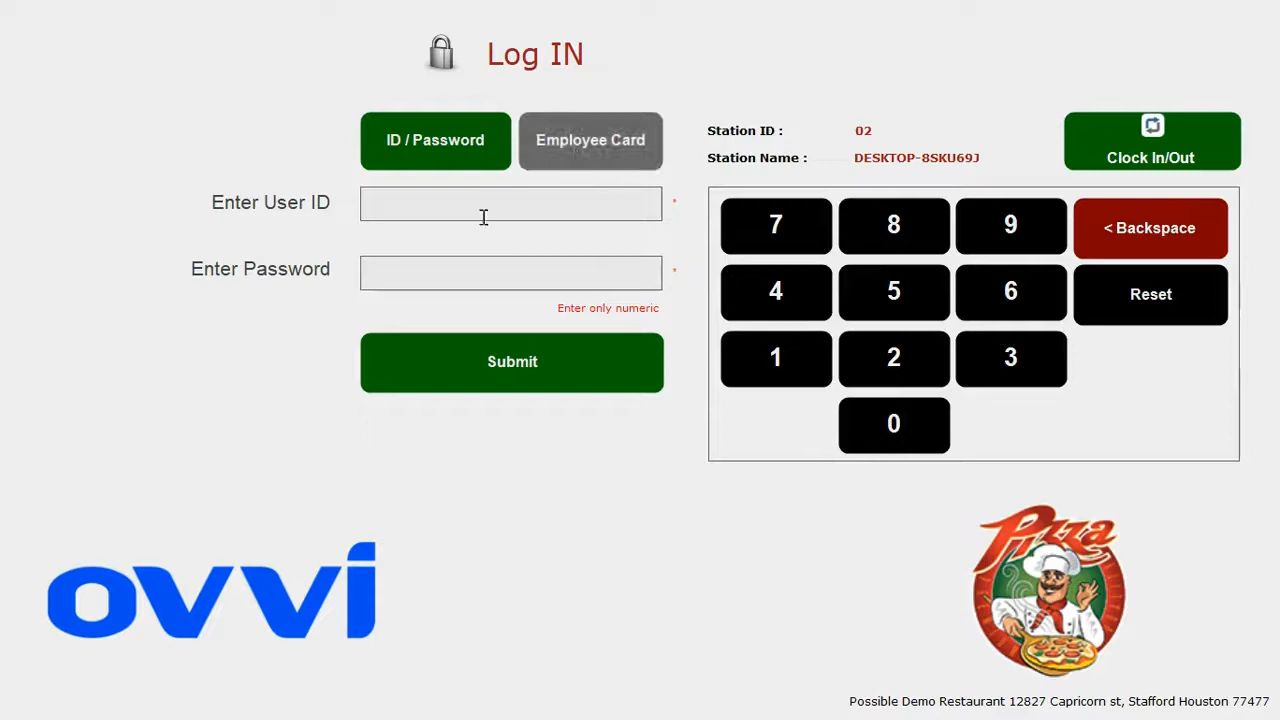 Log IN
ID / Password
Employee Card
Station ID : 02
Station Name : DESKTOP-8SKU69J
Clock In/Out
Enter User ID
*
Enter Password
*
Enter only numeric
Submit
7 8 9 < Backspace
4 5 6 Reset
1 2 3
0
ovvi
Pizza
Possible Demo Restaurant 12827 Capricorn st, Stafford Houston 77477